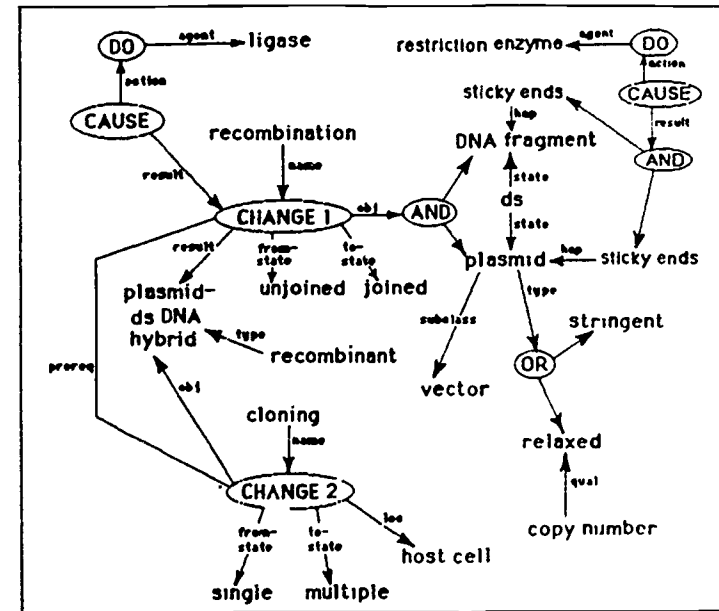 DO
agent
ligase
restriction enzyme
agent
DO
action
action
CAUSE
sticky ends
CAUSE
result
recombination
hap
DNA fragment
AND
name
result
state
obj
AND
ds
CHANGE 1
state
result
from-
state
to-
state
plasmid
hap
sticky ends
plasmid-
ds DNA
hybrid
unjoined
joined
type
subclass
stringent
type
recombinant
prereq
OR
obj
vector
cloning
name
relaxed
CHANGE 2
qual
loc
from-
state
to-
state
copy number
host cell
single
multiple